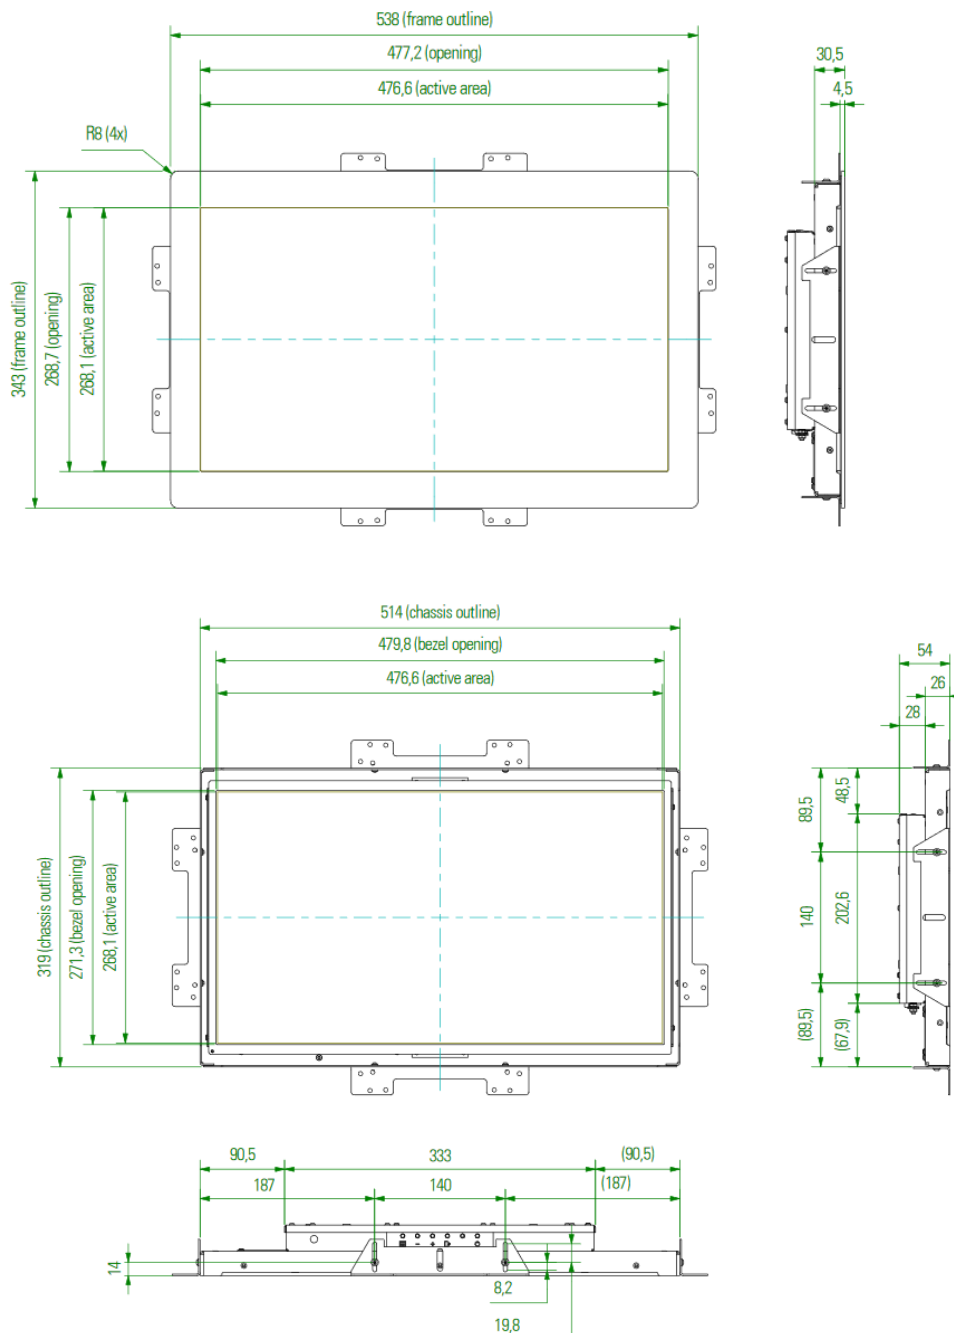 538 (frame outline)
477,2 (opening)
476,6 (active area)
R8 (4x)
343 (frame outline)
268,7 (opening)
268,1 (active area)
30,5
4,5
514 (chassis outline)
479,8 (bezel opening)
476,6 (active area)
319 (chassis outline)
271,3 (bezel opening)
268,1 (active area)
54
26
28
89,5
48,5
140
202,6
(89,5)
(67,9)
90,5
333
(90,5)
187
140
(187)
14
8,2
19,8